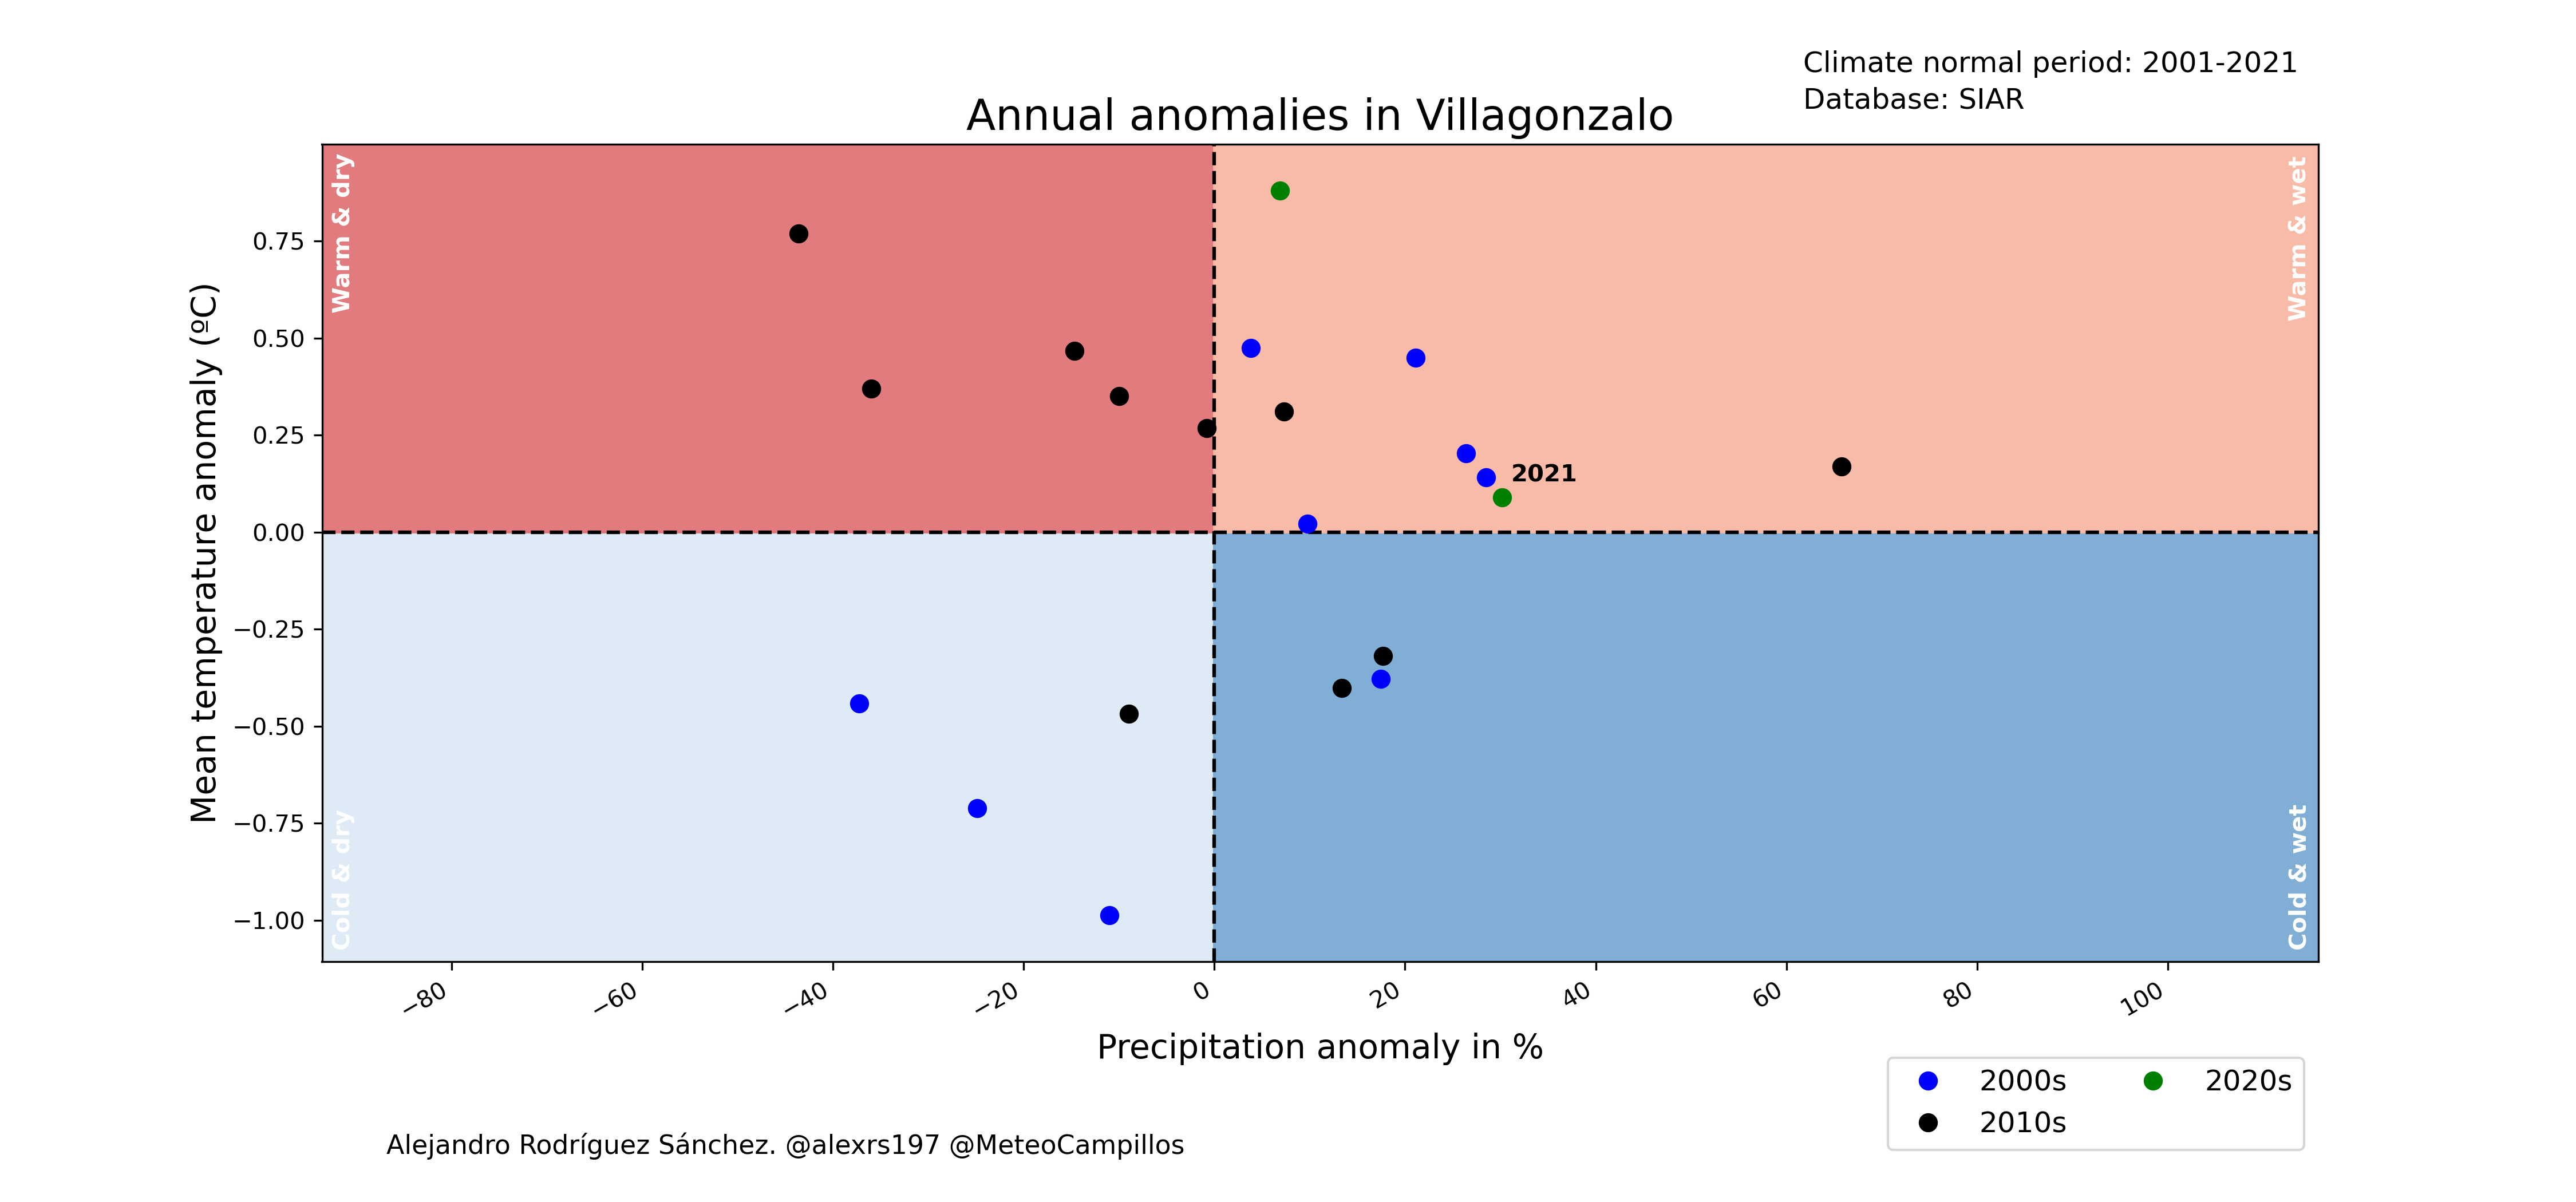 Climate normal period: 2001-2021
Database: SIAR
Annual anomalies in Villagonzalo
Warm & dry
Warm & wet
Mean temperature anomaly (ºC)
0.75
0.50
0.25
0.00
−0.25
−0.50
−0.75
−1.00
2021
Cold & dry
Cold & wet
−80
−60
−40
−20
0
20
40
60
80
100
Precipitation anomaly in %
2000s
2010s
2020s
Alejandro Rodríguez Sánchez. @alexrs197 @MeteoCampillos